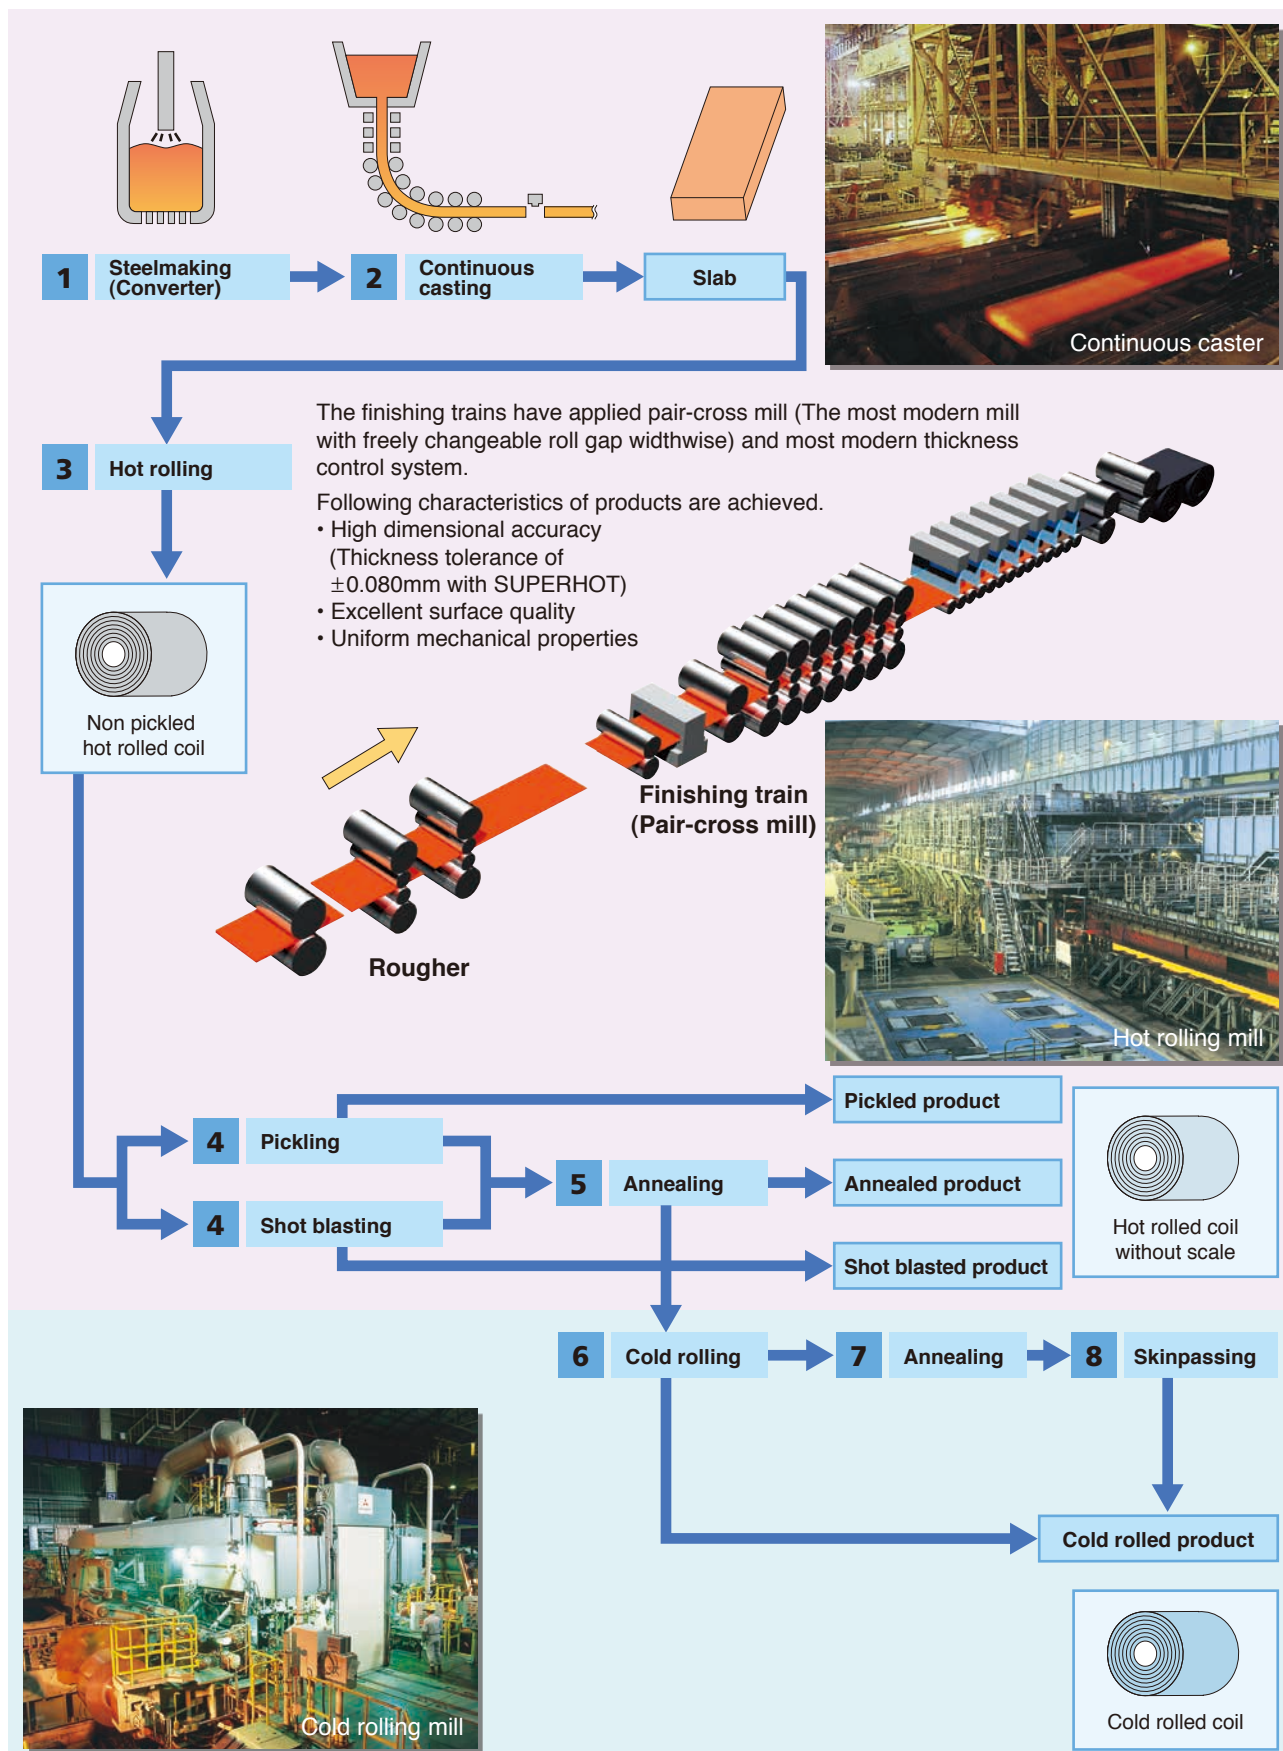 1
Steelmaking
(Converter)
2
Continuous
casting
Slab
Continuous caster
The finishing trains have applied pair-cross mill (The most modern mill
with freely changeable roll gap widthwise) and most modern thickness
control system.
3
Hot rolling
Following characteristics of products are achieved.
• High dimensional accuracy
(Thickness tolerance of
±0.080mm with SUPERHOT)
• Excellent surface quality
• Uniform mechanical properties
Non pickled
hot rolled coil
Finishing train
(Pair-cross mill)
Rougher
Hot rolling mill
Pickled product
4
Pickling
5
Annealing
Annealed product
4
Shot blasting
Shot blasted product
Hot rolled coil
without scale
6
Cold rolling
7
Annealing
8
Skinpassing
Cold rolled product
Cold rolling mill
Cold rolled coil